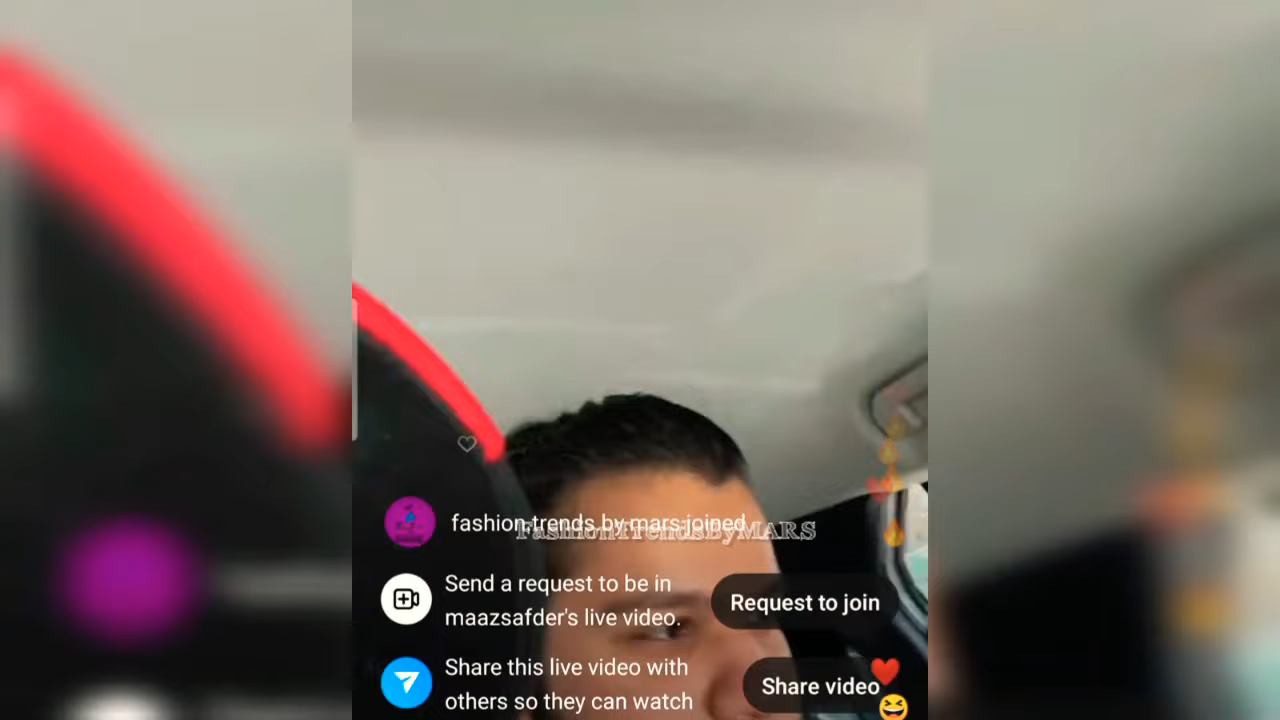 fashion.trends.by.mars joined
FashionTrendsByMARS
Send a request to be in
maazsafder's live video.
Request to join
Share this live video with
others so they can watch
Share video